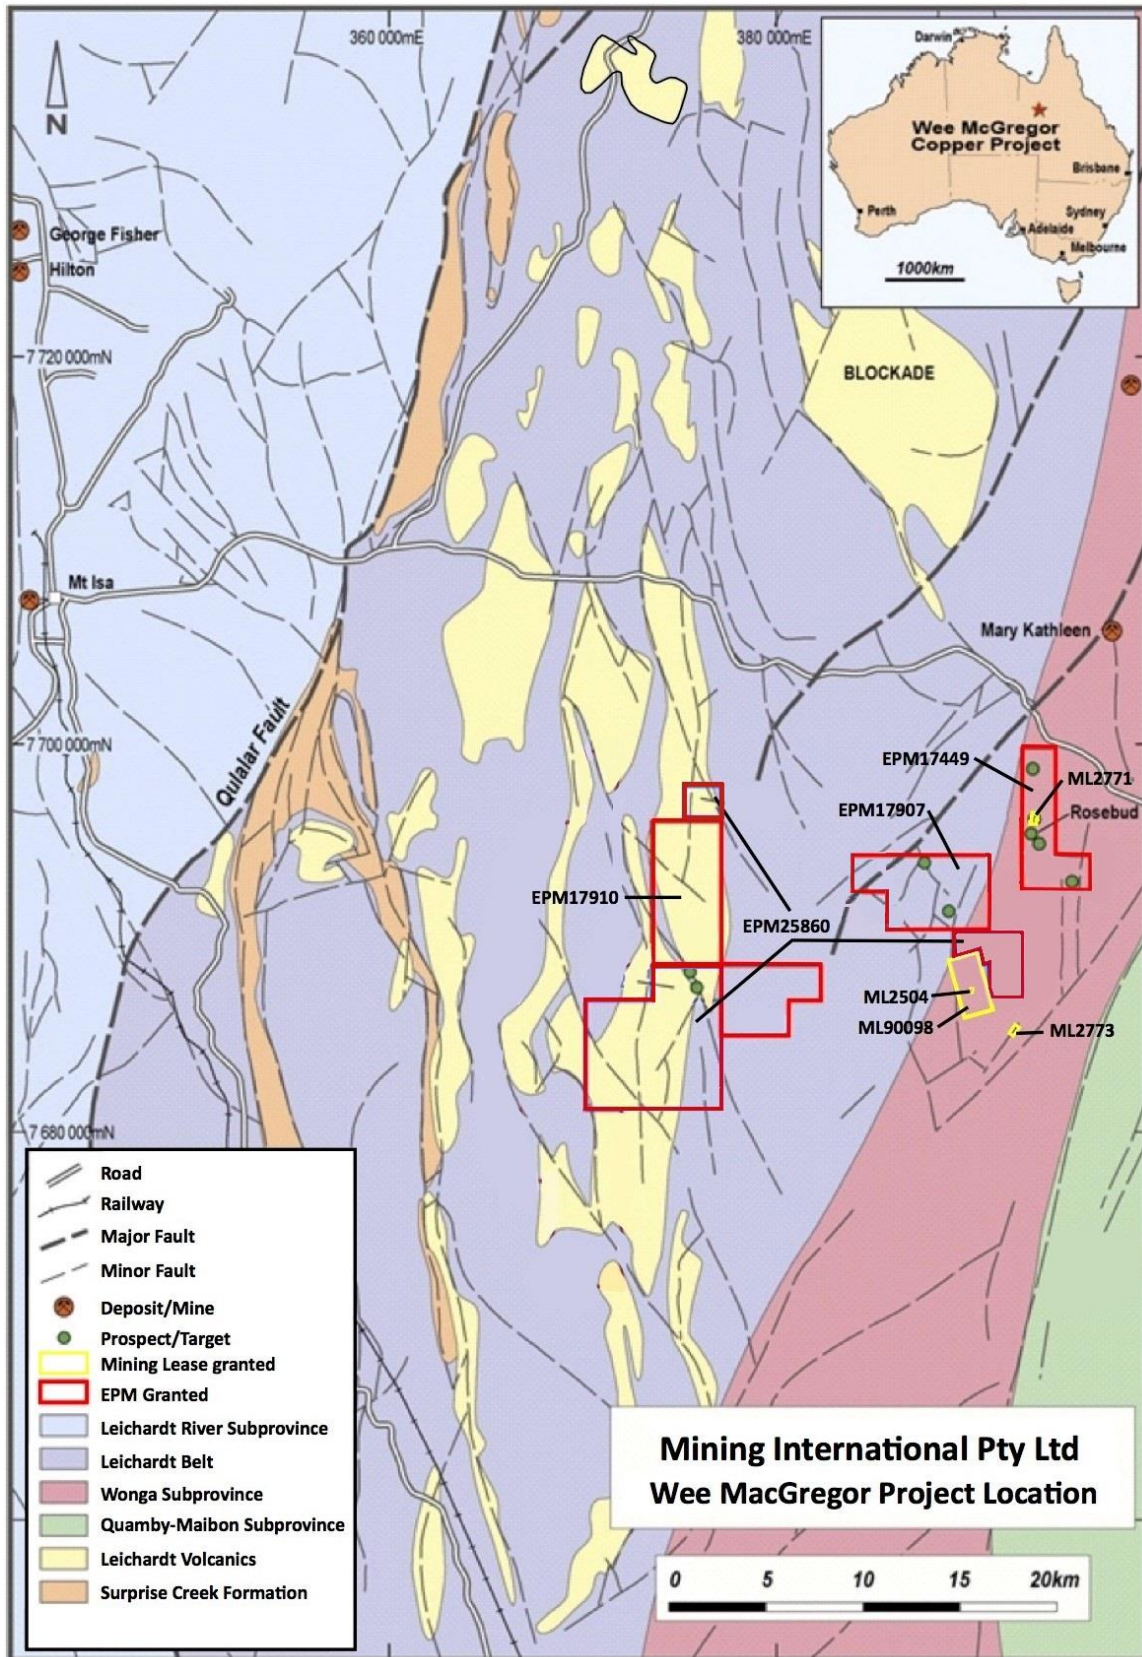 360 000mE
380 000mE
N
Darwin
Wee McGregor
Copper Project
Brisbane
Perth
Sydney
Adelaide
Melbourne
1000km
George Fisher
Hilton
7 720 000mN
BLOCKADE
Mt Isa
Mary Kathleen
Qulalar Fault
7 700 000mN
EPM17449
ML2771
Rosebud
EPM17907
EPM17910
EPM25860
ML2504
ML90098
ML2773
7 680 000mN
Road
Railway
Major Fault
Minor Fault
Deposit/Mine
Prospect/Target
Mining Lease granted
EPM Granted
Leichardt River Subprovince
Leichardt Belt
Wonga Subprovince
Quamby-Maibon Subprovince
Leichardt Volcanics
Surprise Creek Formation
Mining International Pty Ltd
Wee MacGregor Project Location
0 5 10 15 20km